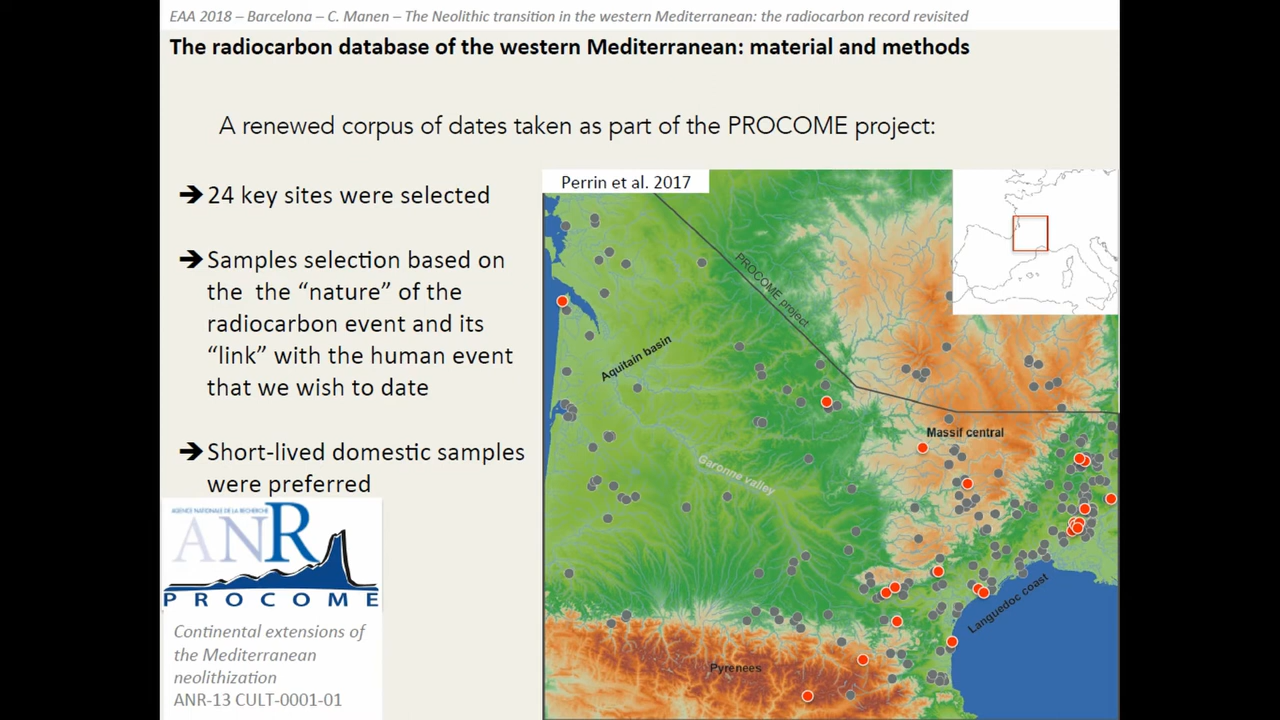 EAA 2018 – Barcelona – C. Manen – The Neolithic transition in the western Mediterranean: the radiocarbon record revisited
The radiocarbon database of the western Mediterranean: material and methods
A renewed corpus of dates taken as part of the PROCOME project:
➔ 24 key sites were selected
➔ Samples selection based on
the the “nature” of the
radiocarbon event and its
“link” with the human event
that we wish to date
➔ Short-lived domestic samples
were preferred
AGENCE NATIONALE DE LA RECHERCHE
ANR
PROCOME
Continental extensions of
the Mediterranean
neolithization
ANR-13 CULT-0001-01
Perrin et al. 2017
PROCOME project
Aquitain basin
Massif central
Garonne valley
Languedoc coast
Pyrenees